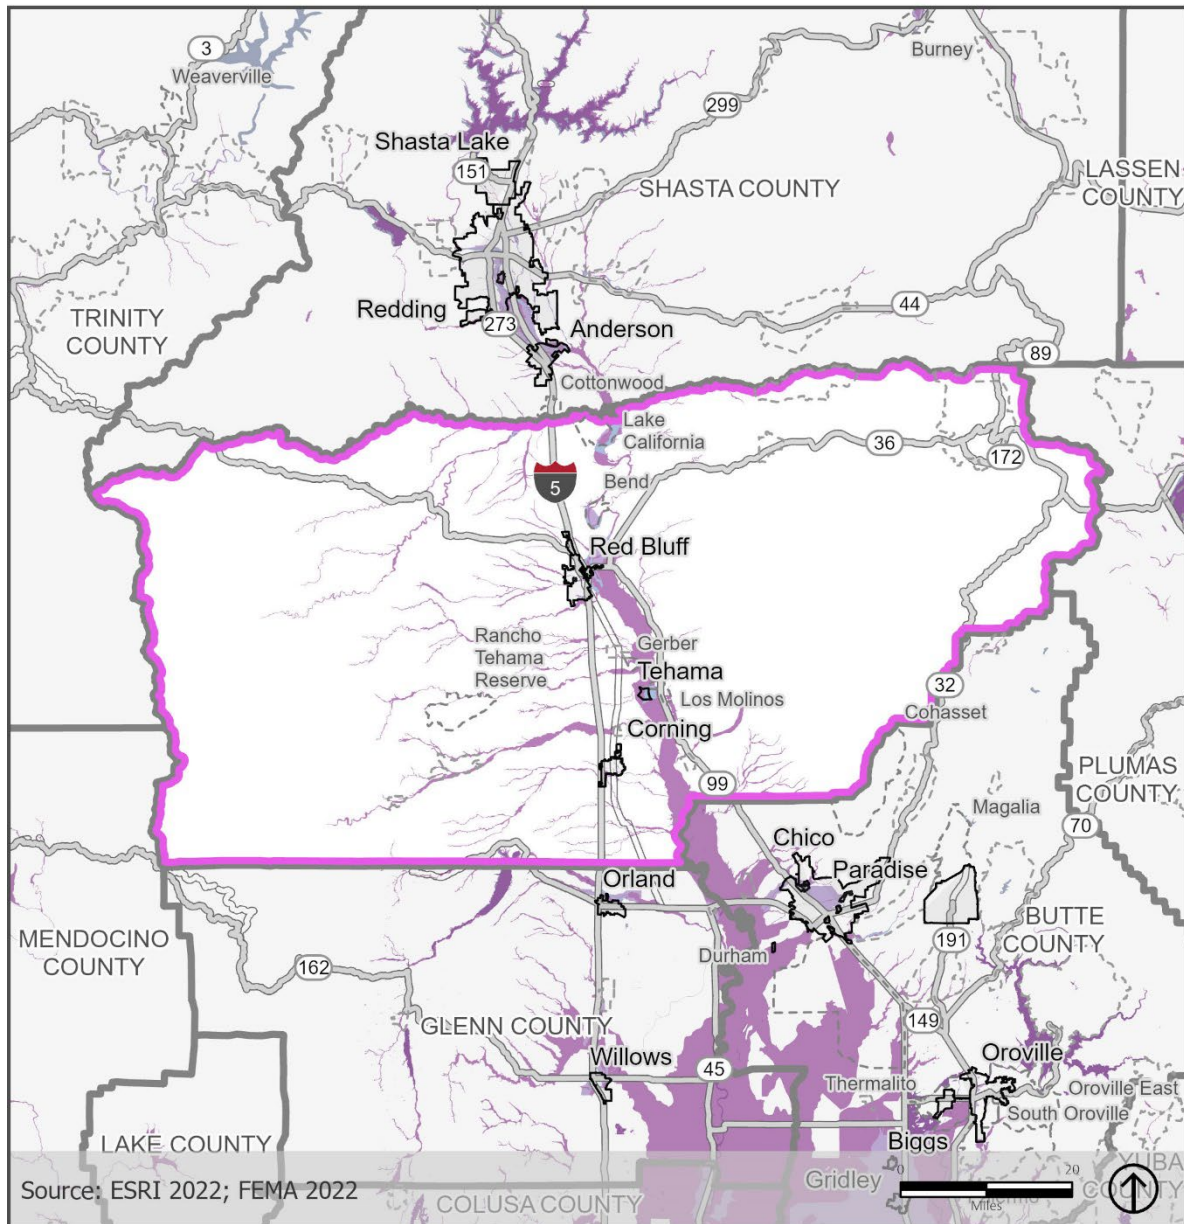 3
Weaverville
Burney
299
Shasta Lake
151
SHASTA COUNTY
LASSEN
COUNTY
Redding
273
Anderson
44
TRINITY
COUNTY
89
Cottonwood
Lake
California
36
172
5
Bend
Red Bluff
Rancho
Tehama
Reserve
Gerber
Tehama
Los Molinos
32
Cohasset
Corning
99
PLUMAS
COUNTY
Magalia
70
Chico
Paradise
Orland
MENDOCINO
COUNTY
BUTTE
COUNTY
191
Durham
162
GLENN COUNTY
149
Willows
45
Oroville
Thermalito
Oroville East
South Oroville
Biggs
LAKE COUNTY
YUBA
COUNTY
Gridley
0
20
Miles
Source: ESRI 2022; FEMA 2022
COLUSA COUNTY